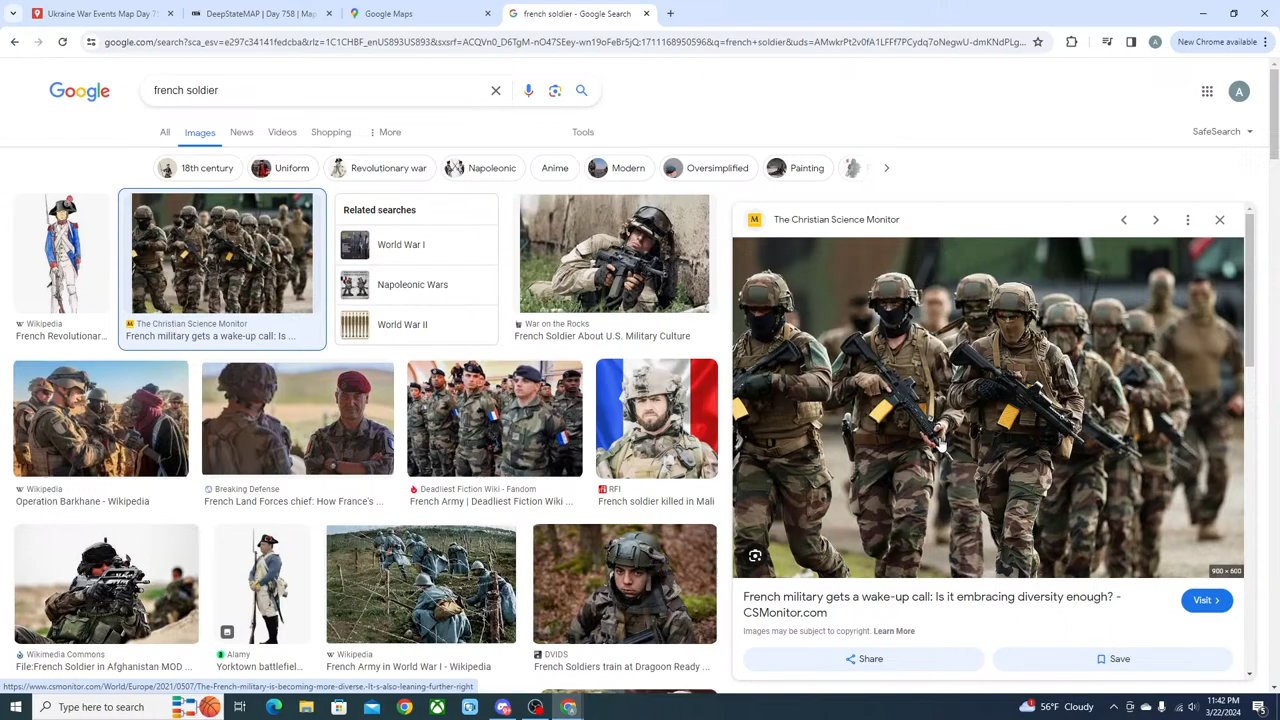 Ukraine War Events Map Day 75
DeepStateMAP | Day 758 | Map
Google Maps
french soldier - Google Search
google.com/search?sca_esv=e297c34141fedcba&rlz=1C1CHBF_enUS893US893&sxsrf=ACQVn0_D6TgM-nO47SEey-wn19oFeBr5jQ:1711168950596&q=french+soldier&uds=AMwkrPt2v0fA1LFFf7PCydq7oNegwU-dmKNdPLg...
New Chrome available
Google
french soldier
A
All
Images
News
Videos
Shopping
More
Tools
SafeSearch
18th century
Uniform
Revolutionary war
Napoleonic
Anime
Modern
Oversimplified
Painting
Wikipedia
French Revolutionar...
The Christian Science Monitor
French military gets a wake-up call: Is ...
Related searches
World War I
Napoleonic Wars
World War II
War on the Rocks
French Soldier About U.S. Military Culture
Wikipedia
Operation Barkhane - Wikipedia
Breaking Defense
French Land Forces chief: How France's ...
Deadliest Fiction Wiki - Fandom
French Army | Deadliest Fiction Wiki ...
RFI
French soldier killed in Mali
Wikimedia Commons
File:French Soldier in Afghanistan MOD ...
Alamy
Yorktown battlefiel...
Wikipedia
French Army in World War I - Wikipedia
DVIDS
French Soldiers train at Dragoon Ready ...
The Christian Science Monitor
900 × 600
French military gets a wake-up call: Is it embracing diversity enough? -
CSMonitor.com
Visit
Images may be subject to copyright. Learn More
Share
Save
https://www.csmonitor.com/World/Europe/2021/0507/The-French-military-is-becoming-more-diverse.-It-s-also-leaning-further-right
Type here to search
56°F Cloudy
11:42 PM
3/22/2024